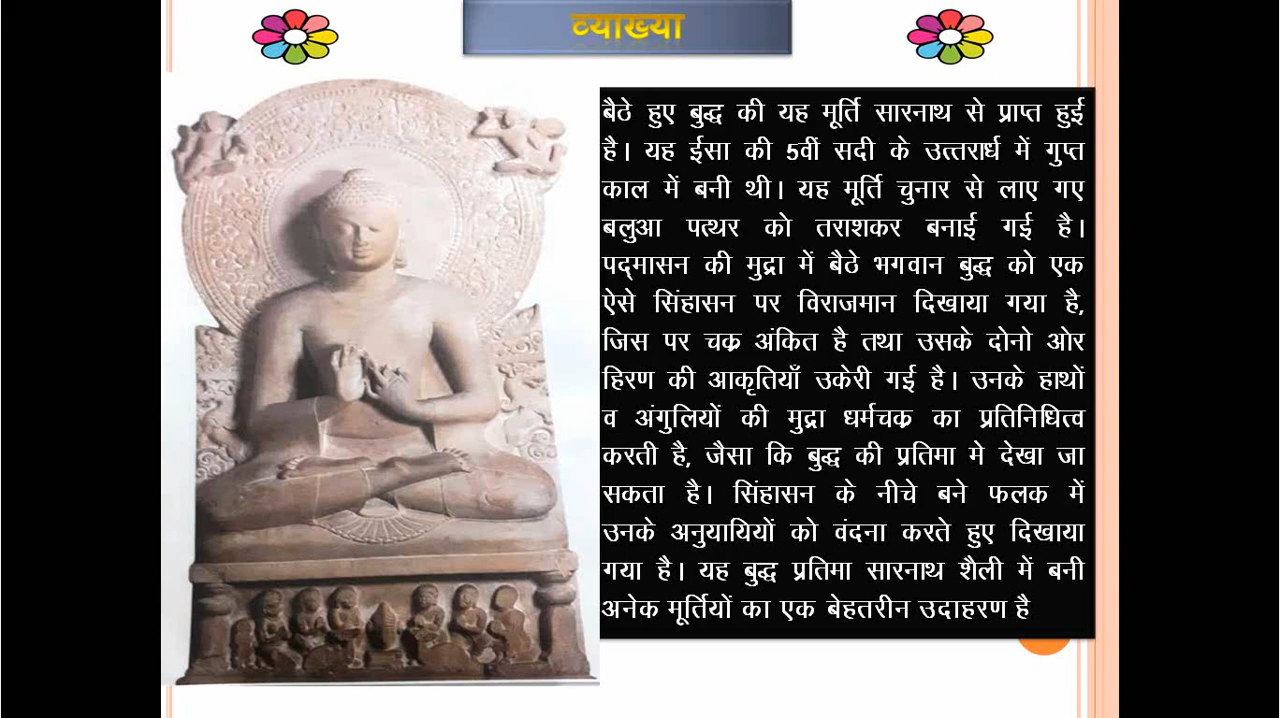 व्याख्या
बैठे हुए बुद्ध की यह मूर्ति सारनाथ से प्राप्त हुई
है। यह ईसा की 5वीं सदी के उत्तरार्ध में गुप्त
काल में बनी थी। यह मूर्ति चुनार से लाए गए
बलुआ पत्थर को तराशकर बनाई गई है।
पद्मासन की मुद्रा में बैठे भगवान बुद्ध को एक
ऐसे सिंहासन पर विराजमान दिखाया गया है,
जिस पर चक्र अंकित है तथा उसके दोनो ओर
हिरण की आकृतियाँ उकेरी गई है। उनके हाथों
व अंगुलियों की मुद्रा धर्मचक्र का प्रतिनिधित्व
करती है, जैसा कि बुद्ध की प्रतिमा मे देखा जा
सकता है। सिंहासन के नीचे बने फलक में
उनके अनुयायियों को वंदना करते हुए दिखाया
गया है। यह बुद्ध प्रतिमा सारनाथ शैली में बनी
अनेक मूर्तियों का एक बेहतरीन उदाहरण है